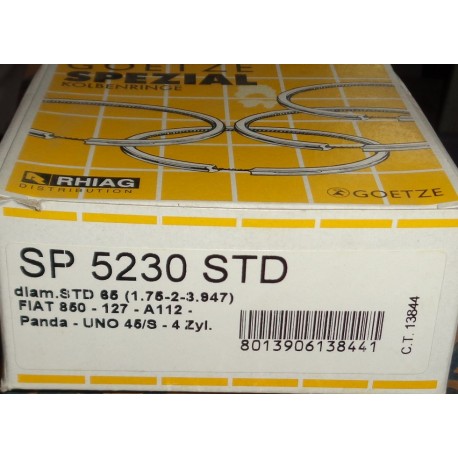 GOETZE
SPEZIAL
KOLBENRINGE
RHIAG
DISTRIBUTION
GOETZE
SP 5230 STD
diam.STD 65 (1.75-2-3.947)
FIAT 850 - 127 - A112 -
Panda - UNO 45/S - 4 Zyl.
8013906138441
C.T. 13844